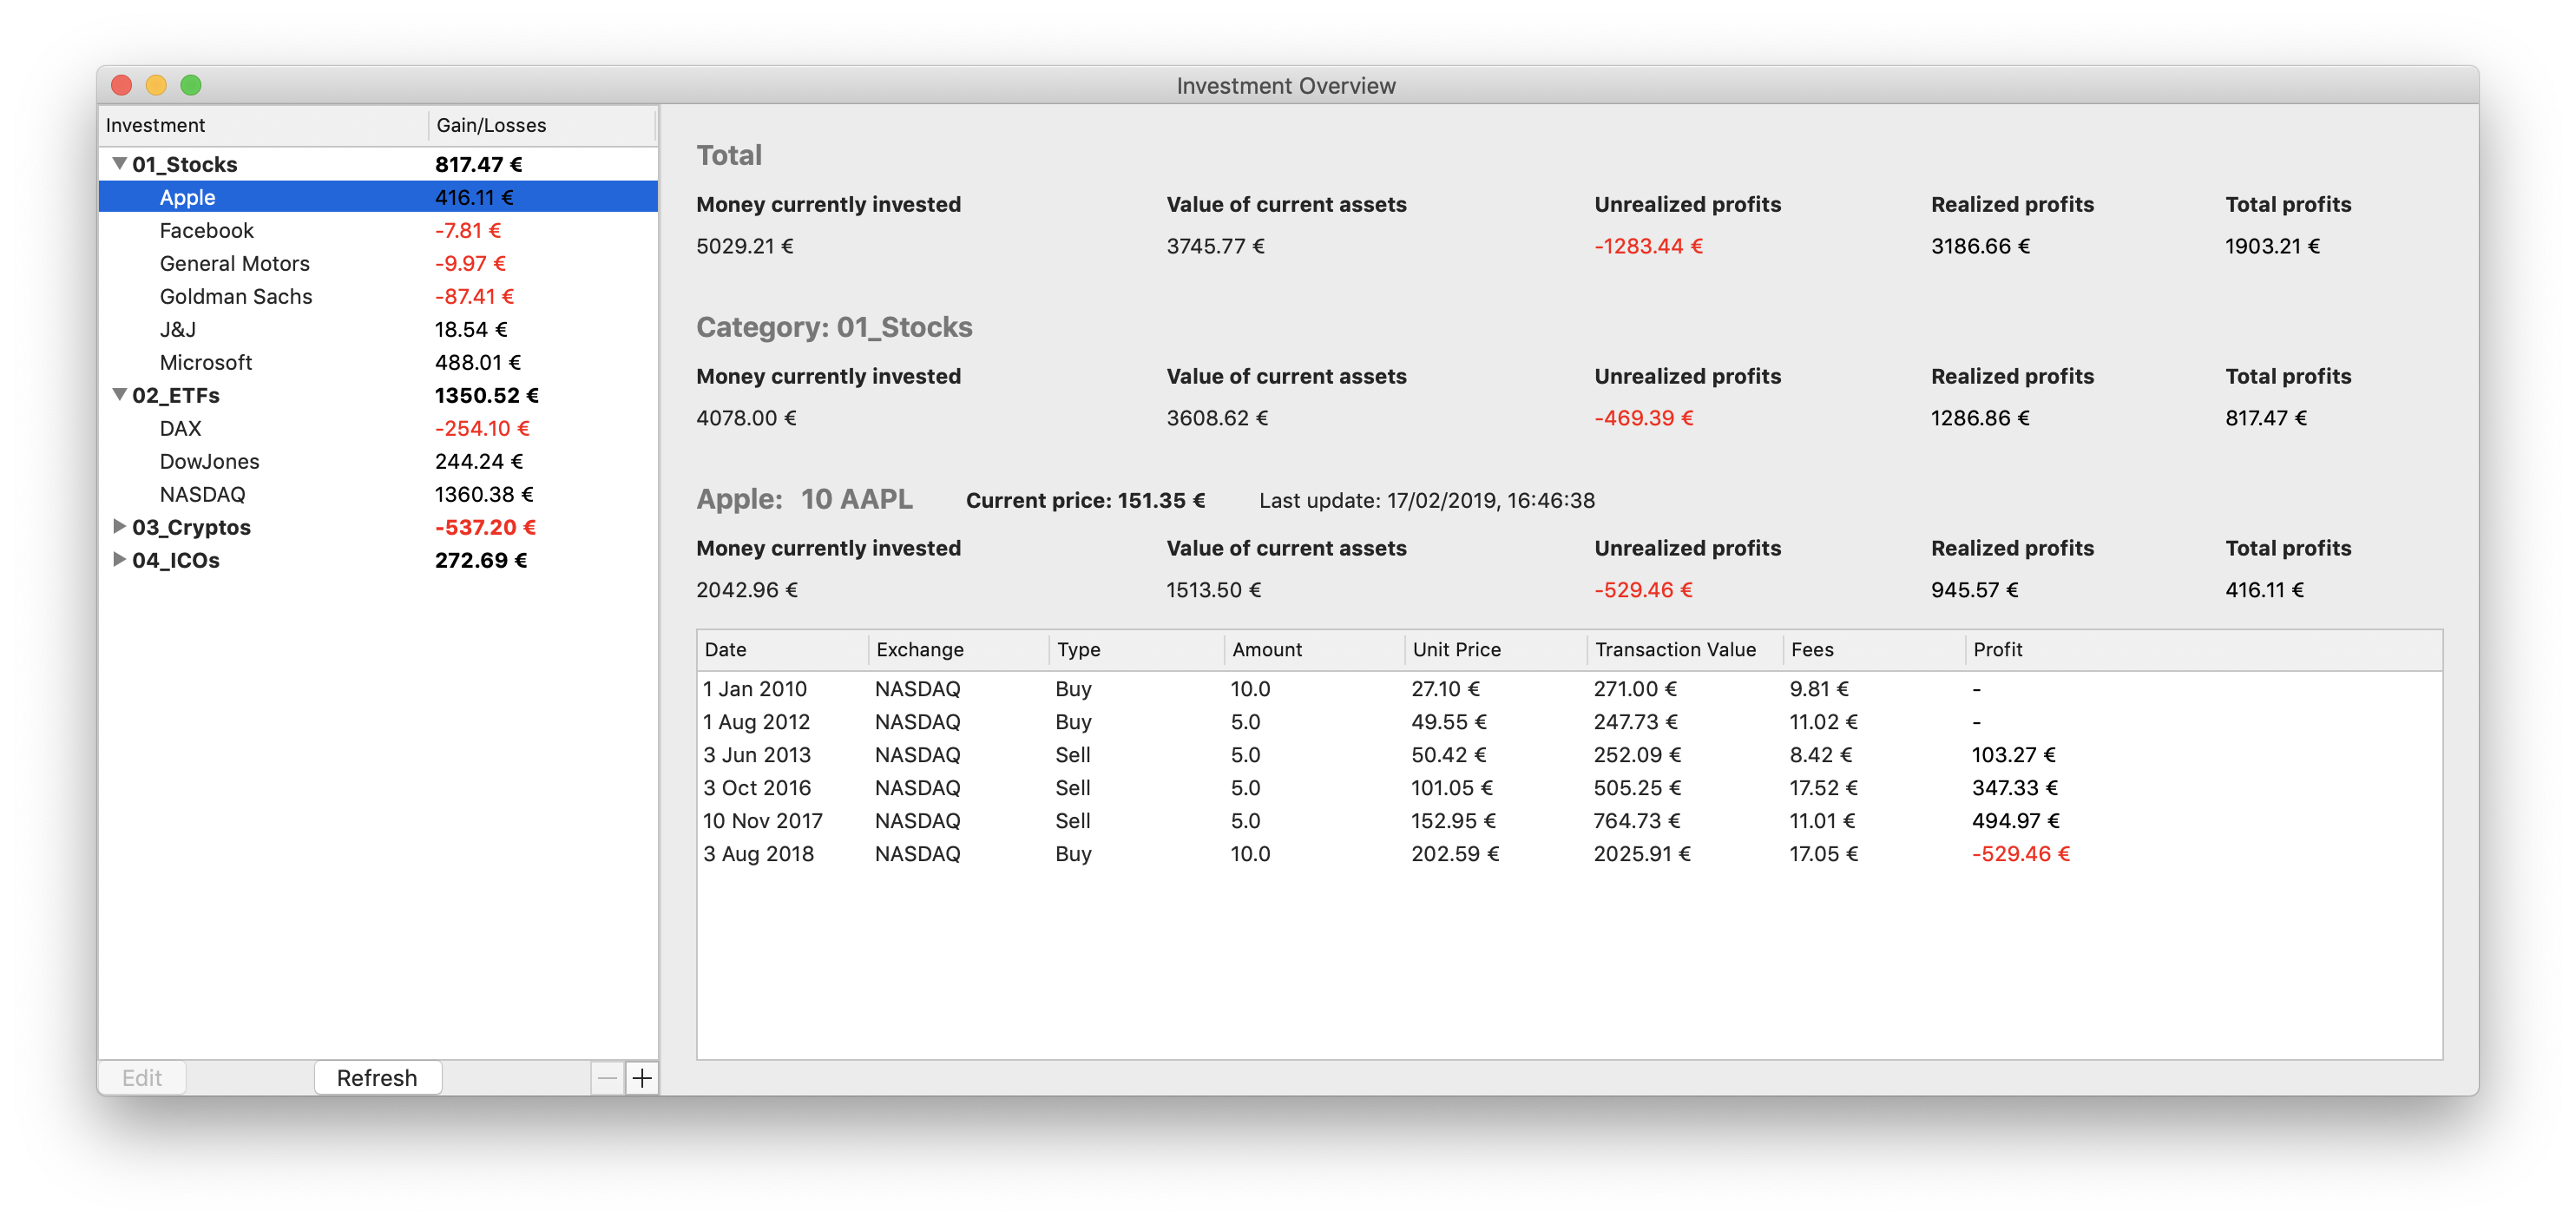 Investment Overview
Investment Gain/Losses
01_Stocks 817.47 €
Apple 416.11 €
Facebook -7.81 €
General Motors -9.97 €
Goldman Sachs -87.41 €
J&J 18.54 €
Microsoft 488.01 €
02_ETFs 1350.52 €
DAX -254.10 €
DowJones 244.24 €
NASDAQ 1360.38 €
03_Cryptos -537.20 €
04_ICOs 272.69 €
Edit Refresh
Total
Money currently invested Value of current assets Unrealized profits Realized profits Total profits
5029.21 € 3745.77 € -1283.44 € 3186.66 € 1903.21 €
Category: 01_Stocks
Money currently invested Value of current assets Unrealized profits Realized profits Total profits
4078.00 € 3608.62 € -469.39 € 1286.86 € 817.47 €
Apple: 10 AAPL Current price: 151.35 € Last update: 17/02/2019, 16:46:38
Money currently invested Value of current assets Unrealized profits Realized profits Total profits
2042.96 € 1513.50 € -529.46 € 945.57 € 416.11 €
Date Exchange Type Amount Unit Price Transaction Value Fees Profit
1 Jan 2010 NASDAQ Buy 10.0 27.10 € 271.00 € 9.81 € -
1 Aug 2012 NASDAQ Buy 5.0 49.55 € 247.73 € 11.02 € -
3 Jun 2013 NASDAQ Sell 5.0 50.42 € 252.09 € 8.42 € 103.27 €
3 Oct 2016 NASDAQ Sell 5.0 101.05 € 505.25 € 17.52 € 347.33 €
10 Nov 2017 NASDAQ Sell 5.0 152.95 € 764.73 € 11.01 € 494.97 €
3 Aug 2018 NASDAQ Buy 10.0 202.59 € 2025.91 € 17.05 € -529.46 €